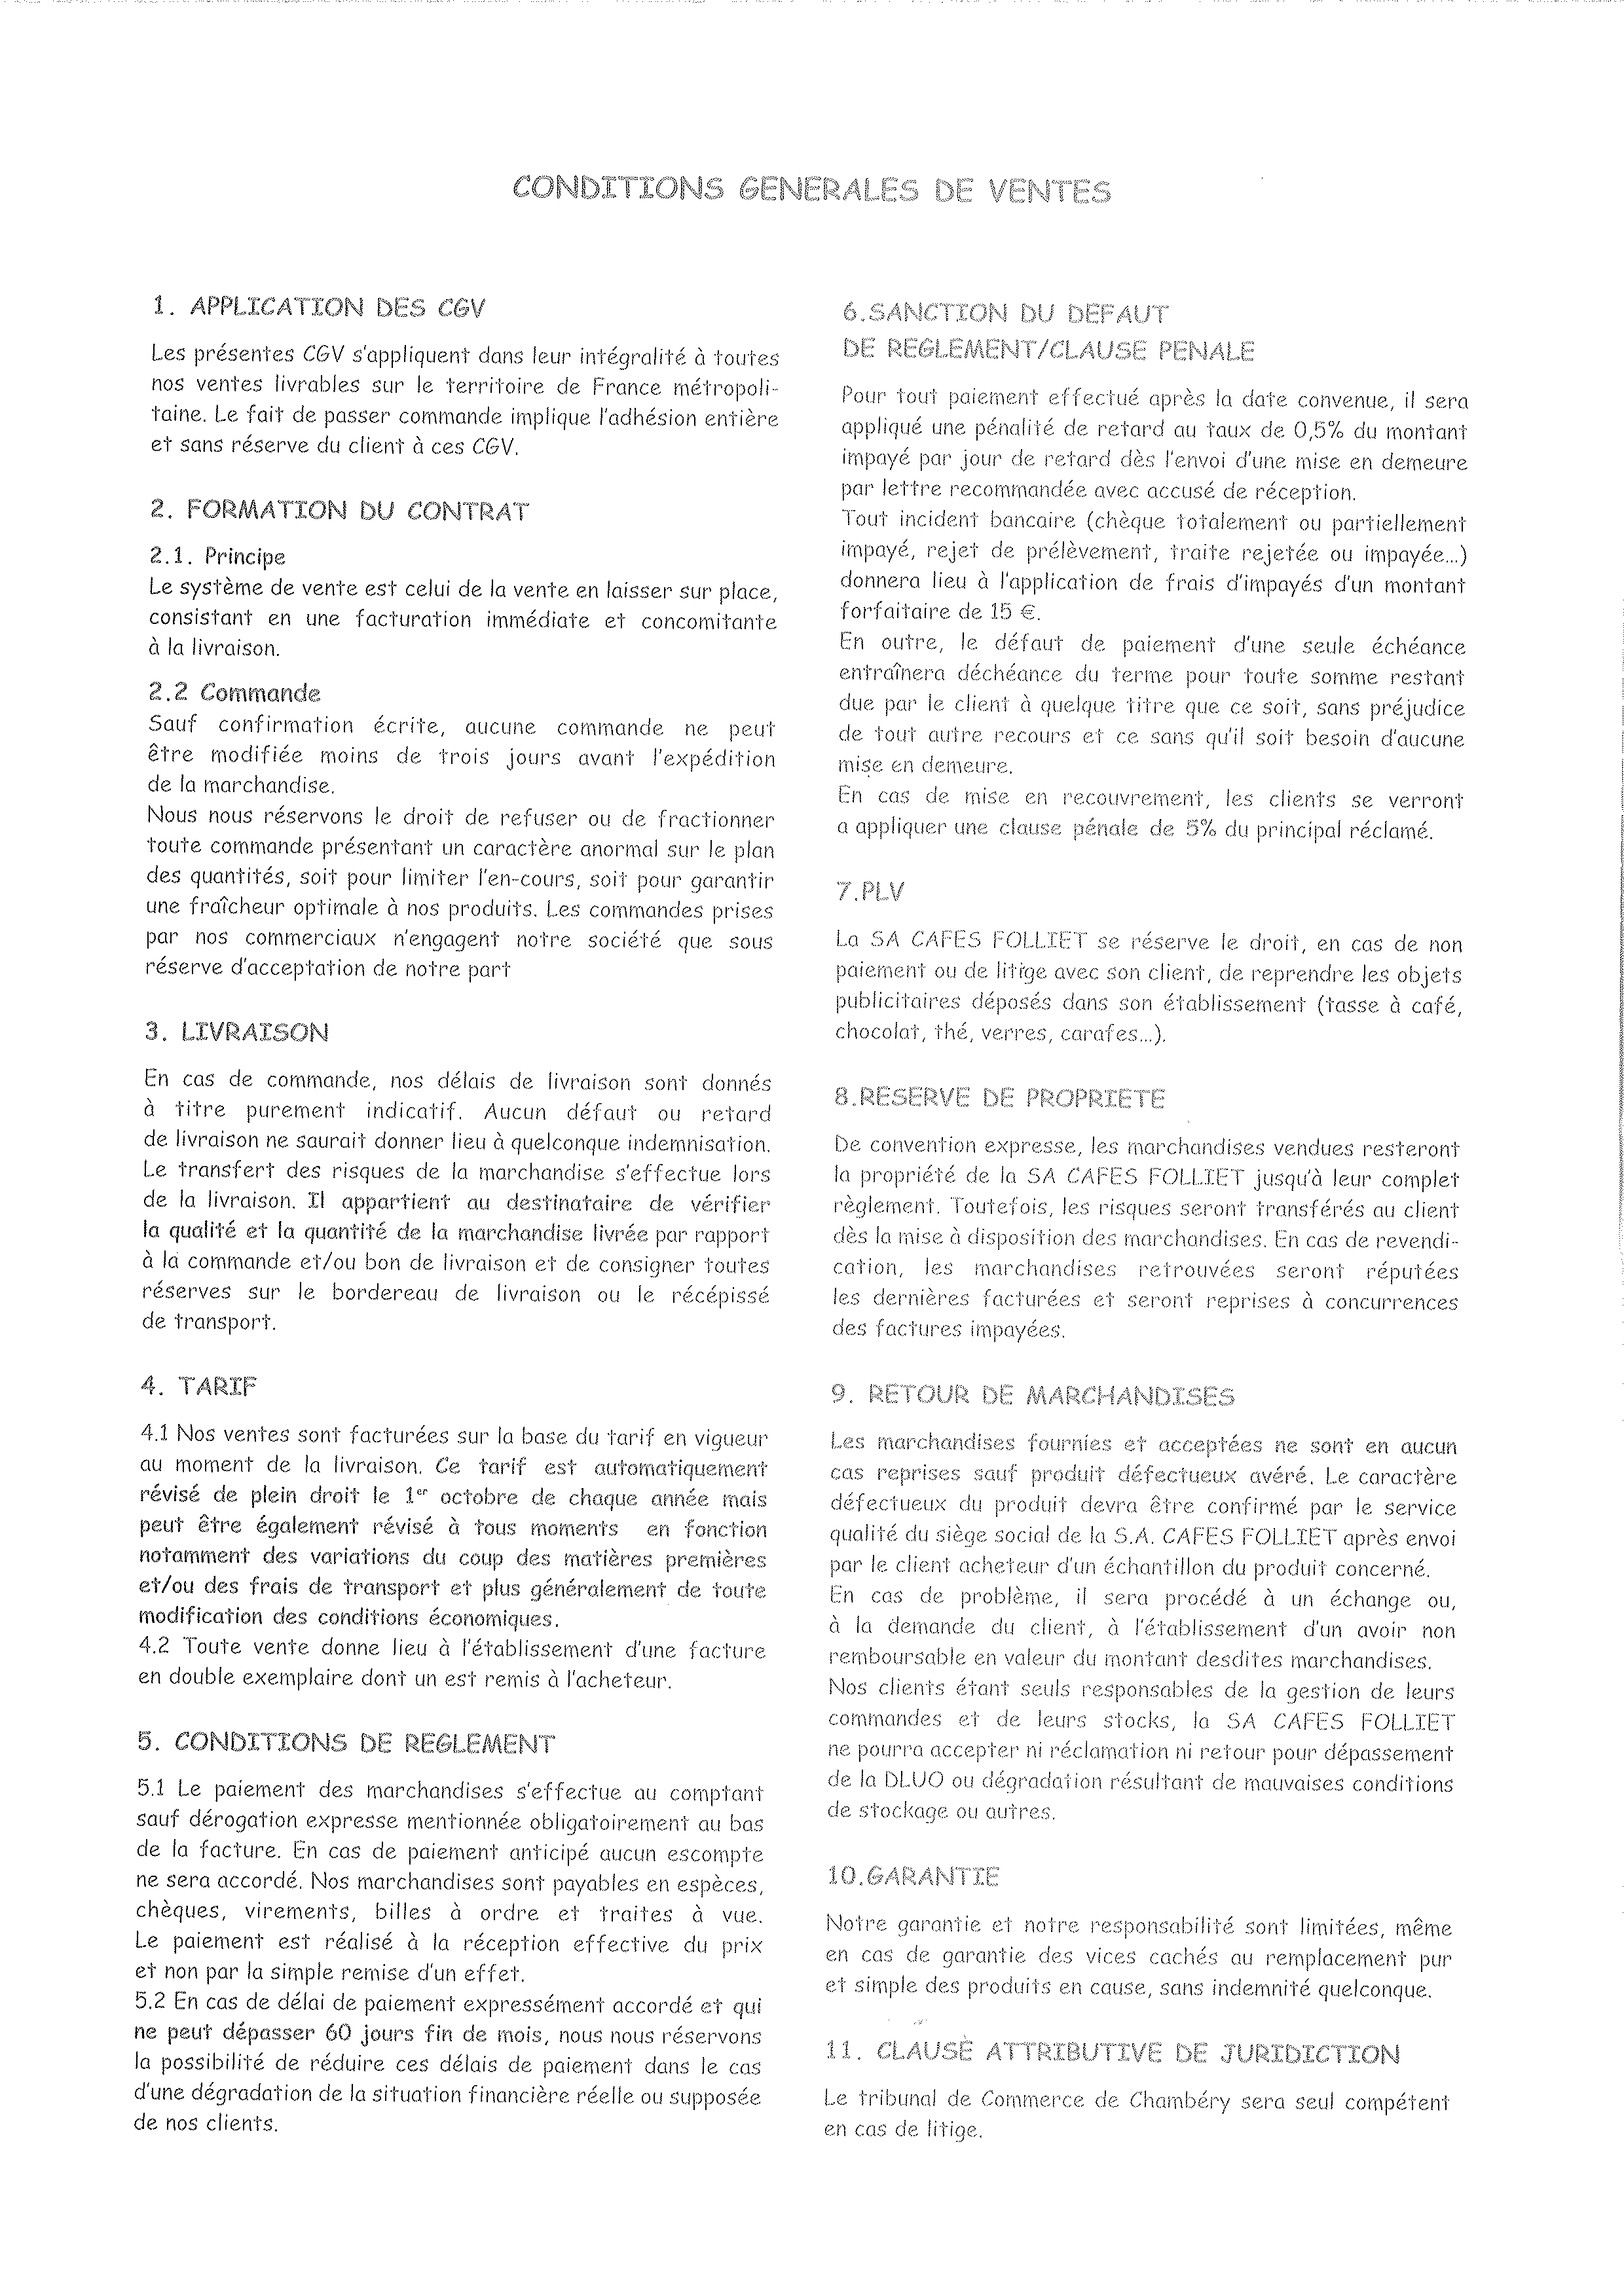 CONDITIONS GENERALES DE VENTES
1. APPLICATION DES CGV
Les présentes CGV s'appliquent dans leur intégralité à toutes
nos ventes livrables sur le territoire de France métropoli-
taine. Le fait de passer commande implique l'adhésion entière
et sans réserve du client à ces CGV.
2. FORMATION DU CONTRAT
2.1. Principe
Le système de vente est celui de la vente en laisser sur place,
consistant en une facturation immédiate et concomitante
à la livraison.
2.2 Commande
Sauf confirmation écrite, aucune commande ne peut
être modifiée moins de trois jours avant l'expédition
de la marchandise.
Nous nous réservons le droit de refuser ou de fractionner
toute commande présentant un caractère anormal sur le plan
des quantités, soit pour limiter l'en-cours, soit pour garantir
une fraîcheur optimale à nos produits. Les commandes prises
par nos commerciaux n'engagent notre société que sous
réserve d'acceptation de notre part
3. LIVRAISON
En cas de commande, nos délais de livraison sont donnés
à titre purement indicatif. Aucun défaut ou retard
de livraison ne saurait donner lieu à quelconque indemnisation.
Le transfert des risques de la marchandise s'effectue lors
de la livraison. Il appartient au destinataire de vérifier
la qualité et la quantité de la marchandise livrée par rapport
à la commande et/ou bon de livraison et de consigner toutes
réserves sur le bordereau de livraison ou le récépissé
de transport.
4. TARIF
4.1 Nos ventes sont facturées sur la base du tarif en vigueur
au moment de la livraison. Ce tarif est automatiquement
révisé de plein droit le 1er octobre de chaque année mais
peut être également révisé à tous moments en fonction
notamment des variations du coup des matières premières
et/ou des frais de transport et plus généralement de toute
modification des conditions économiques.
4.2 Toute vente donne lieu à l'établissement d'une facture
en double exemplaire dont un est remis à l'acheteur.
5. CONDITIONS DE REGLEMENT
5.1 Le paiement des marchandises s'effectue au comptant
sauf dérogation expresse mentionnée obligatoirement au bas
de la facture. En cas de paiement anticipé aucun escompte
ne sera accordé. Nos marchandises sont payables en espèces,
chèques, virements, billes à ordre et traites à vue.
Le paiement est réalisé à la réception effective du prix
et non par la simple remise d'un effet.
5.2 En cas de délai de paiement expressément accordé et qui
ne peut dépasser 60 jours fin de mois, nous nous réservons
la possibilité de réduire ces délais de paiement dans le cas
d'une dégradation de la situation financière réelle ou supposée
de nos clients.
6.SANCTION DU DEFAUT
DE REGLEMENT/CLAUSE PENALE
Pour tout paiement effectué après la date convenue, il sera
appliqué une pénalité de retard au taux de 0,5% du montant
impayé par jour de retard dès l'envoi d'une mise en demeure
par lettre recommandée avec accusé de réception.
Tout incident bancaire (chèque totalement ou partiellement
impayé, rejet de prélèvement, traite rejetée ou impayée...)
donnera lieu à l'application de frais d'impayés d'un montant
forfaitaire de 15 €.
En outre, le défaut de paiement d'une seule échéance
entraînera déchéance du terme pour toute somme restant
due par le client à quelque titre que ce soit, sans préjudice
de tout autre recours et ce sans qu'il soit besoin d'aucune
mise en demeure.
En cas de mise en recouvrement, les clients se verront
a appliquer une clause pénale de 5% du principal réclamé.
7.PLV
La SA CAFES FOLLIET se réserve le droit, en cas de non
paiement ou de litige avec son client, de reprendre les objets
publicitaires déposés dans son établissement (tasse à café,
chocolat, thé, verres, carafes...).
8.RESERVE DE PROPRIETE
De convention expresse, les marchandises vendues resteront
la propriété de la SA CAFES FOLLIET jusqu'à leur complet
règlement. Toutefois, les risques seront transférés au client
dès la mise à disposition des marchandises. En cas de revendi-
cation, les marchandises retrouvées seront réputées
les dernières facturées et seront reprises à concurrences
des factures impayées.
9. RETOUR DE MARCHANDISES
Les marchandises fournies et acceptées ne sont en aucun
cas reprises sauf produit défectueux avéré. Le caractère
défectueux du produit devra être confirmé par le service
qualité du siège social de la S.A. CAFES FOLLIET après envoi
par le client acheteur d'un échantillon du produit concerné.
En cas de problème, il sera procédé à un échange ou,
à la demande du client, à l'établissement d'un avoir non
remboursable en valeur du montant desdites marchandises.
Nos clients étant seuls responsables de la gestion de leurs
commandes et de leurs stocks, la SA CAFES FOLLIET
ne pourra accepter ni réclamation ni retour pour dépassement
de la DLUO ou dégradation résultant de mauvaises conditions
de stockage ou autres.
10.GARANTIE
Notre garantie et notre responsabilité sont limitées, même
en cas de garantie des vices cachés au remplacement pur
et simple des produits en cause, sans indemnité quelconque.
11. CLAUSE ATTRIBUTIVE DE JURIDICTION
Le tribunal de Commerce de Chambéry sera seul compétent
en cas de litige.